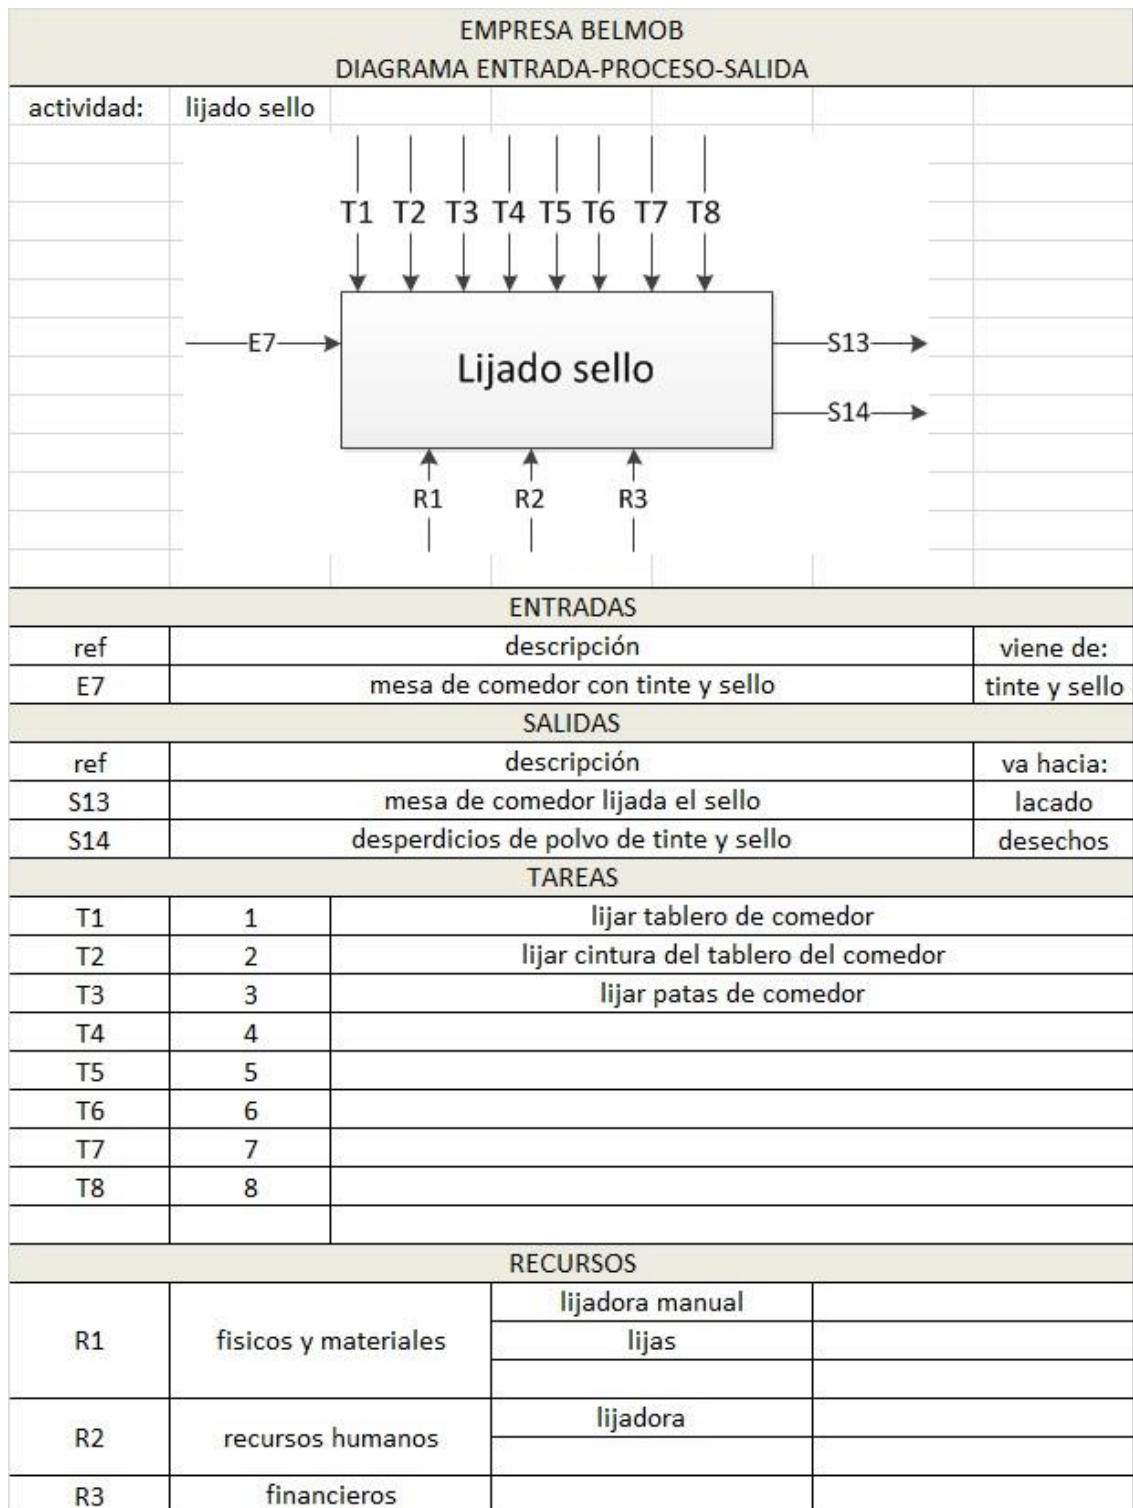 EMPRESA BELMOB
DIAGRAMA ENTRADA-PROCESO-SALIDA
actividad: lijado sello
T1 T2 T3 T4 T5 T6 T7 T8
E7
Lijado sello
S13
S14
R1 R2 R3
ENTRADAS
ref descripción viene de:
E7 mesa de comedor con tinte y sello tinte y sello
SALIDAS
ref descripción va hacia:
S13 mesa de comedor lijada el sello lacado
S14 desperdicios de polvo de tinte y sello desechos
TAREAS
T1 1 lijar tablero de comedor
T2 2 lijar cintura del tablero del comedor
T3 3 lijar patas de comedor
T4 4
T5 5
T6 6
T7 7
T8 8
RECURSOS
R1 fisicos y materiales lijadora manual
lijas
R2 recursos humanos lijadora
R3 financieros